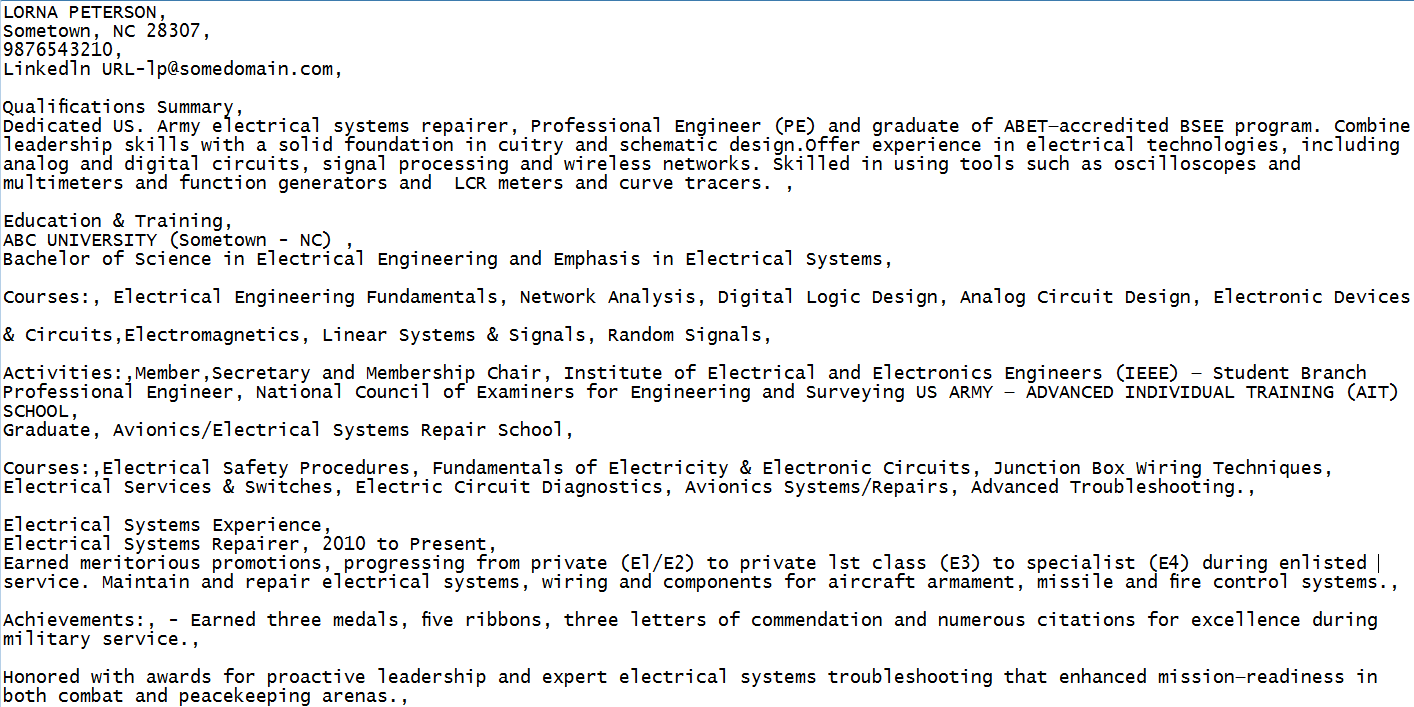 LORNA PETERSON,
Sometown, NC 28307,
9876543210,
Linkedln URL-lp@somedomain.com,
Qualifications Summary,
Dedicated US. Army electrical systems repairer, Professional Engineer (PE) and graduate of ABET–accredited BSEE program. Combine
leadership skills with a solid foundation in cuitry and schematic design.Offer experience in electrical technologies, including
analog and digital circuits, signal processing and wireless networks. Skilled in using tools such as oscilloscopes and
multimeters and function generators and  LCR meters and curve tracers. ,
Education & Training,
ABC UNIVERSITY (Sometown - NC) ,
Bachelor of Science in Electrical Engineering and Emphasis in Electrical Systems,
Courses:, Electrical Engineering Fundamentals, Network Analysis, Digital Logic Design, Analog Circuit Design, Electronic Devices
& Circuits,Electromagnetics, Linear Systems & Signals, Random Signals,
Activities:,Member,Secretary and Membership Chair, Institute of Electrical and Electronics Engineers (IEEE) – Student Branch
Professional Engineer, National Council of Examiners for Engineering and Surveying US ARMY – ADVANCED INDIVIDUAL TRAINING (AIT)
SCHOOL,
Graduate, Avionics/Electrical Systems Repair School,
Courses:,Electrical Safety Procedures, Fundamentals of Electricity & Electronic Circuits, Junction Box Wiring Techniques,
Electrical Services & Switches, Electric Circuit Diagnostics, Avionics Systems/Repairs, Advanced Troubleshooting.,
Electrical Systems Experience,
Electrical Systems Repairer, 2010 to Present,
Earned meritorious promotions, progressing from private (El/E2) to private lst class (E3) to specialist (E4) during enlisted
service. Maintain and repair electrical systems, wiring and components for aircraft armament, missile and fire control systems.,
Achievements:, - Earned three medals, five ribbons, three letters of commendation and numerous citations for excellence during
military service.,
Honored with awards for proactive leadership and expert electrical systems troubleshooting that enhanced mission–readiness in
both combat and peacekeeping arenas.,